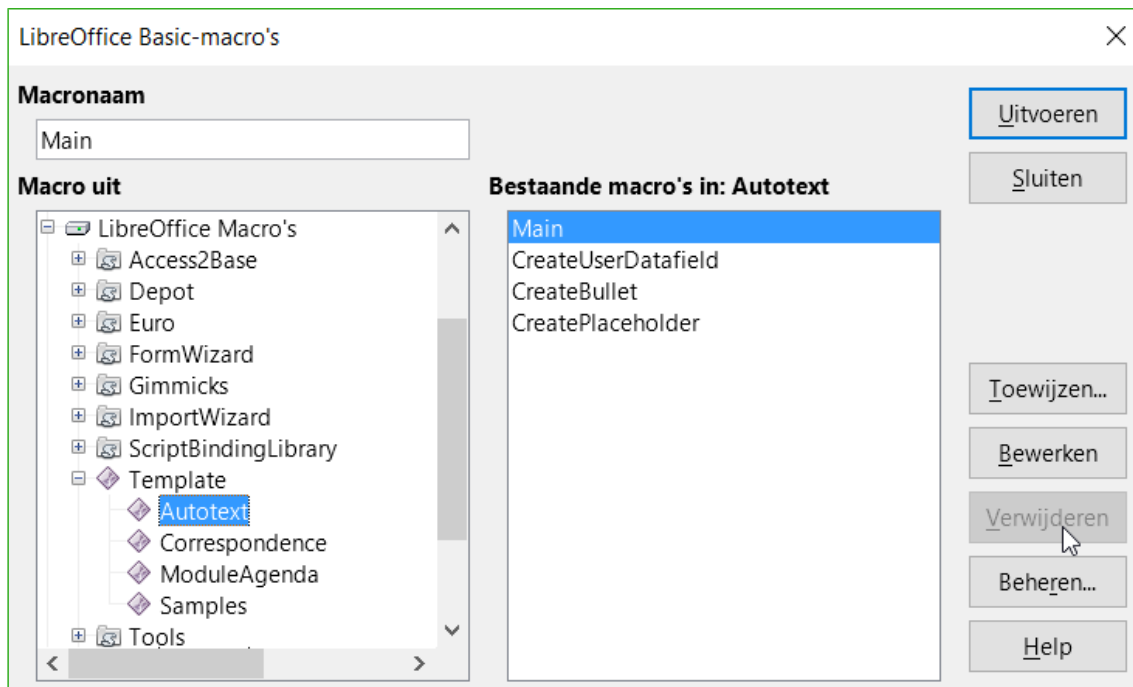 LibreOffice Basic-macro's
Macronaam
Main
Macro uit
LibreOffice Macro's
Access2Base
Depot
Euro
FormWizard
Gimmicks
ImportWizard
ScriptBindingLibrary
Template
Autotext
Correspondence
ModuleAgenda
Samples
Tools
Bestaande macro's in: Autotext
Main
CreateUserDatafield
CreateBullet
CreatePlaceholder
Uitvoeren
Sluiten
Toewijzen...
Bewerken
Verwijderen
Beheren...
Help